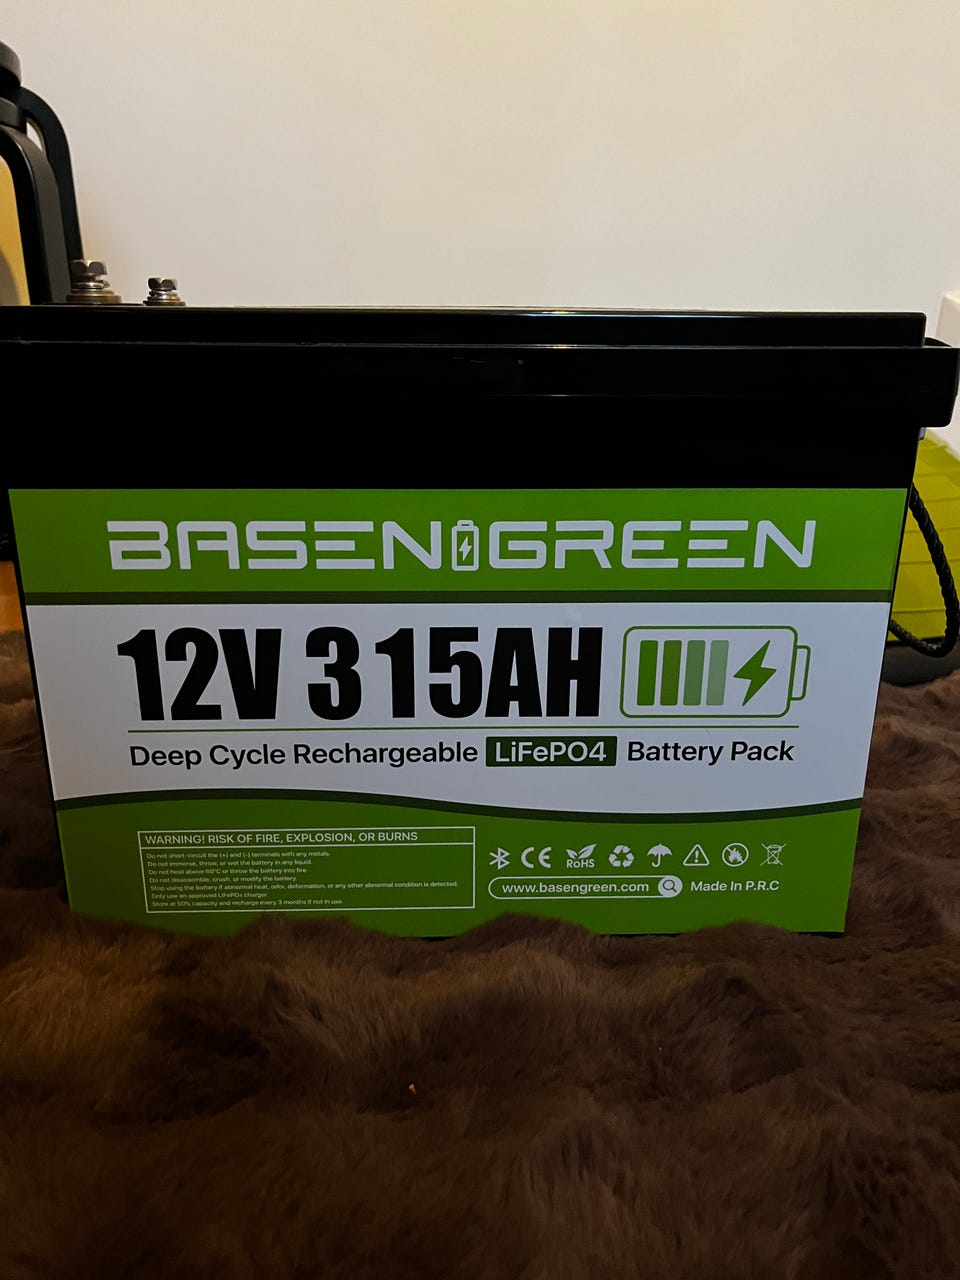 BASENGREEN
12V 315AH
Deep Cycle Rechargeable LiFePO4 Battery Pack
WARNING! RISK OF FIRE, EXPLOSION, OR BURNS
Do not short-circuit the (+) and (-) terminals with any metals.
Do not immerse, throw, or wet the battery in any liquid.
Do not heat above 60°C or throw the battery into fire.
Do not disassemble, crush, or modify the battery.
Stop using the battery if abnormal heat, odor, deformation, or any other abnormal condition is detected.
Only use an approved LiFePO4 charger
Store at 50% capacity and recharge every 3 months if not in use.
CE RoHS
www.basengreen.com Made In P.R.C